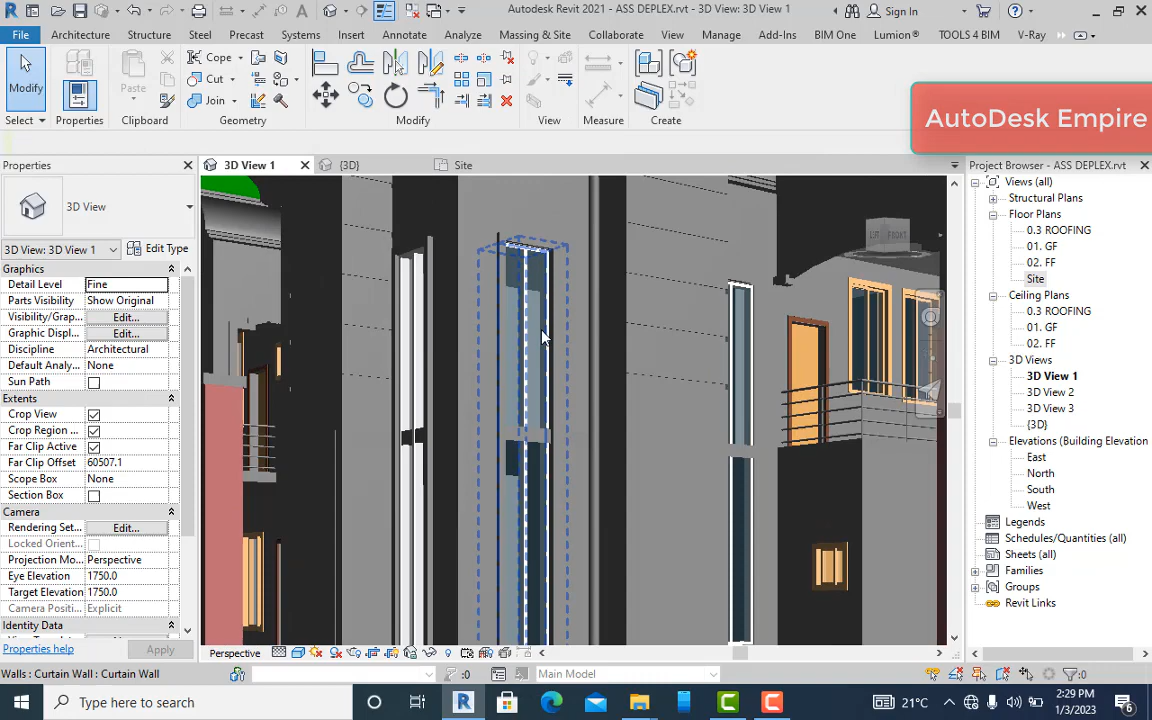 Autodesk Revit 2021 - ASS DEPLEX.rvt - 3D View: 3D View 1
Sign In
File Architecture Structure Steel Precast Systems Insert Annotate Analyze Massing & Site Collaborate View Manage Add-Ins BIM One Lumion® TOOLS 4 BIM V-Ray
Modify
Select
Properties
Paste
Clipboard
Cope
Cut
Join
Geometry
Modify
View
Measure
Create
AutoDesk Empire
Properties
3D View 1
{3D}
Site
Project Browser - ASS DEPLEX.rvt
3D View
3D View: 3D View 1
Edit Type
Graphics
Detail Level Fine
Parts Visibility Show Original
Visibility/Grap... Edit...
Graphic Displ... Edit...
Discipline Architectural
Default Analy... None
Sun Path
Extents
Crop View
Crop Region ...
Far Clip Active
Far Clip Offset 60507.1
Scope Box None
Section Box
Camera
Rendering Set... Edit...
Locked Orient...
Projection Mo... Perspective
Eye Elevation 1750.0
Target Elevation 1750.0
Camera Positi... Explicit
Identity Data
Properties help
Apply
FRONT
Views (all)
Structural Plans
Floor Plans
0.3 ROOFING
01. GF
02. FF
Site
Ceiling Plans
0.3 ROOFING
01. GF
02. FF
3D Views
3D View 1
3D View 2
3D View 3
{3D}
Elevations (Building Elevation
East
North
South
West
Legends
Schedules/Quantities (all)
Sheets (all)
Families
Groups
Revit Links
Perspective
Walls : Curtain Wall : Curtain Wall
:0
Main Model
:0
Type here to search
21°C
2:29 PM
1/3/2023
6